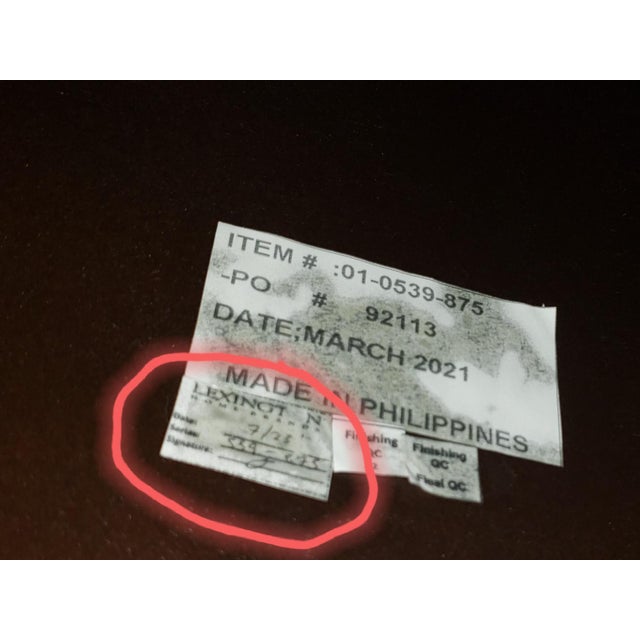 ITEM # :01-0539-875
-PO # 92113
DATE;MARCH 2021
MADE IN PHILIPPINES
Date:
Series:
Signature:
Finishing
QC
2
Finishing
QC
Final QC